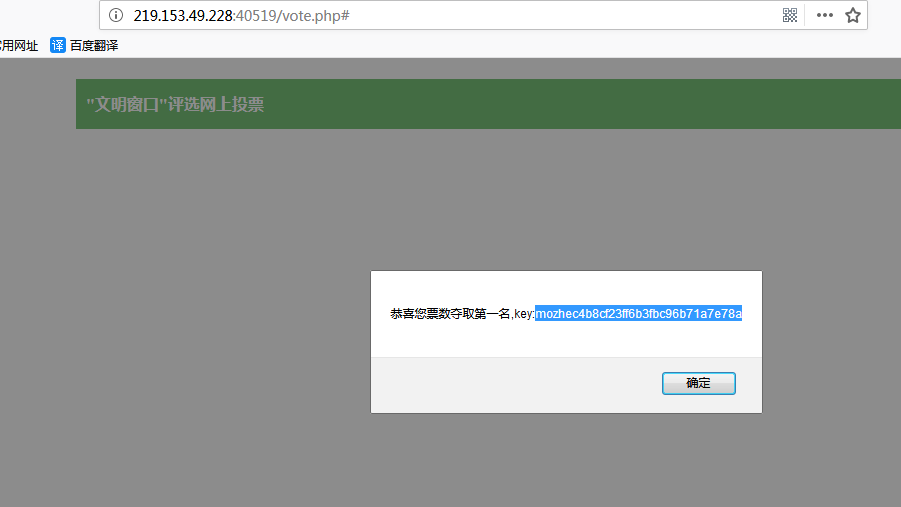 219.153.49.228:40519/vote.php#
用网址 译 百度翻译
"文明窗口"评选网上投票
恭喜您票数夺取第一名,key:mozhec4b8cf23ff6b3fbc96b71a7e78a
确定